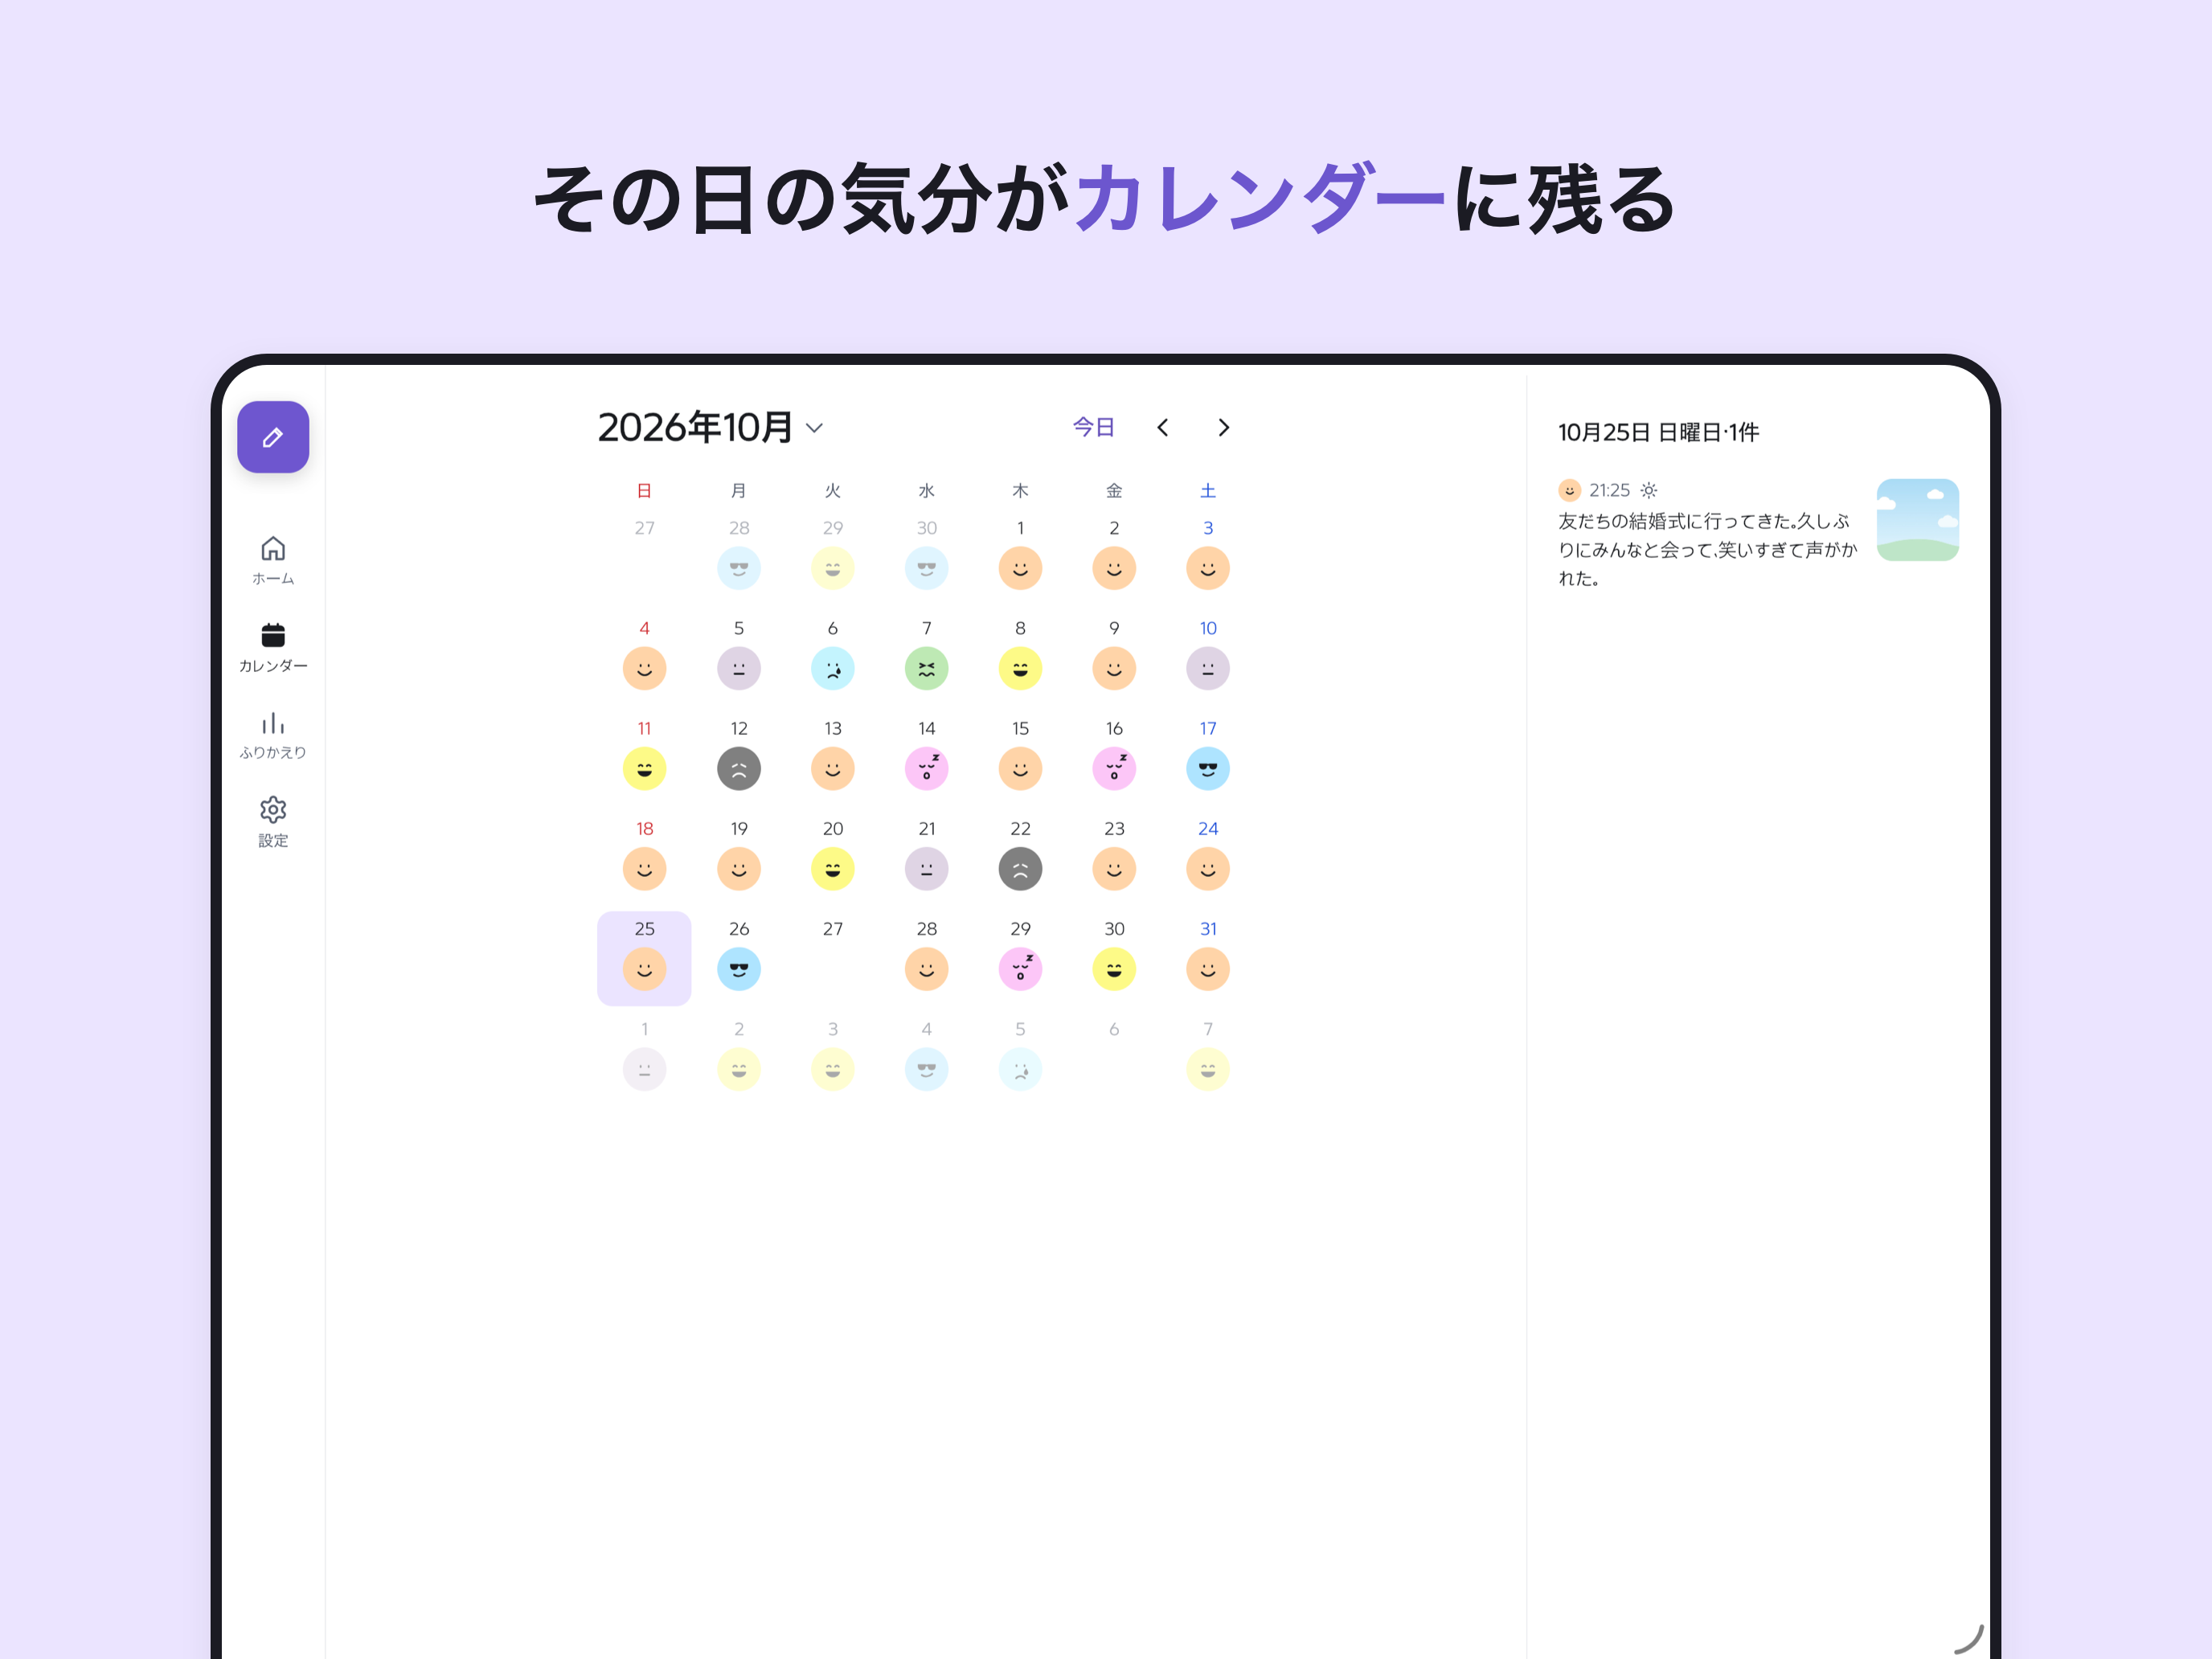 その日の気分がカレンダーに残る
ホーム
カレンダー
ふりかえり
設定
2026年10月
今日
日 月 火 水 木 金 土
27 28 29 30 1 2 3
4 5 6 7 8 9 10
11 12 13 14 15 16 17
18 19 20 21 22 23 24
25 26 27 28 29 30 31
1 2 3 4 5 6 7
10月25日 日曜日·1件
21:25
友だちの結婚式に行ってきた。久しぶ
りにみんなと会って、笑いすぎて声がか
れた。